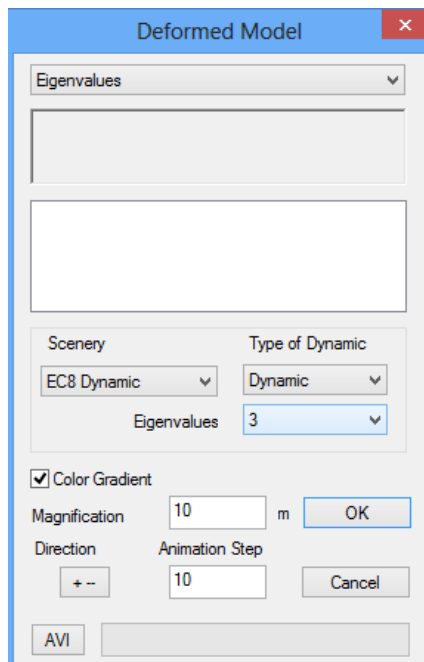 Deformed Model
Eigenvalues
Scenery Type of Dynamic
EC8 Dynamic Dynamic
Eigenvalues 3
Color Gradient
Magnification 10 m OK
Direction Animation Step
+ -- 10 Cancel
AVI